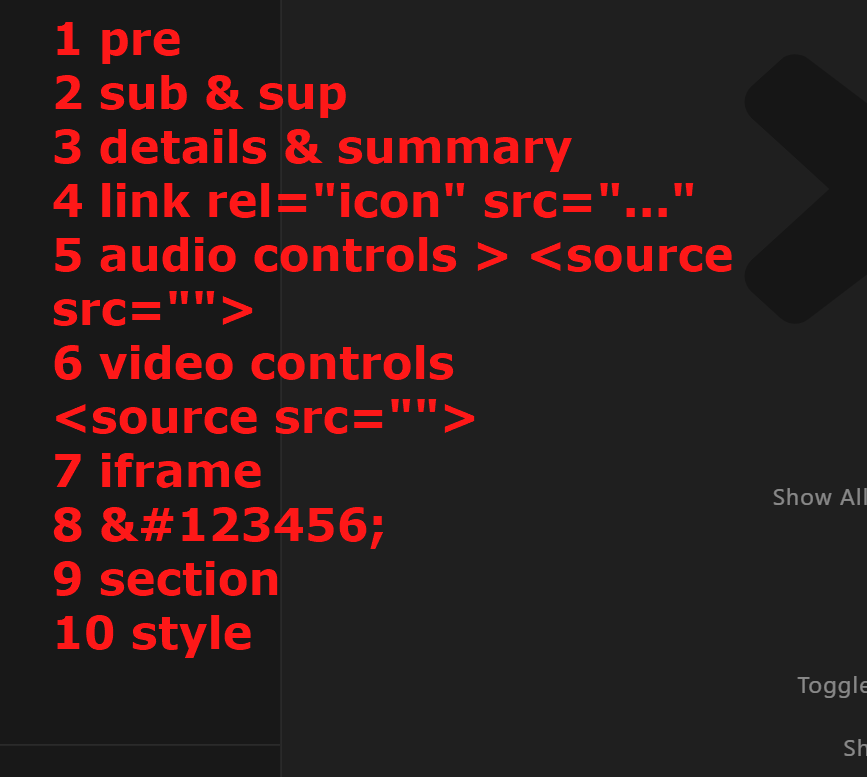 1 pre
2 sub & sup
3 details & summary
4 link rel="icon" src="..."
5 audio controls > <source
src="">
6 video controls
<source src="">
7 iframe
Show All
8 &#123456;
9 section
10 style
Toggle
Sh